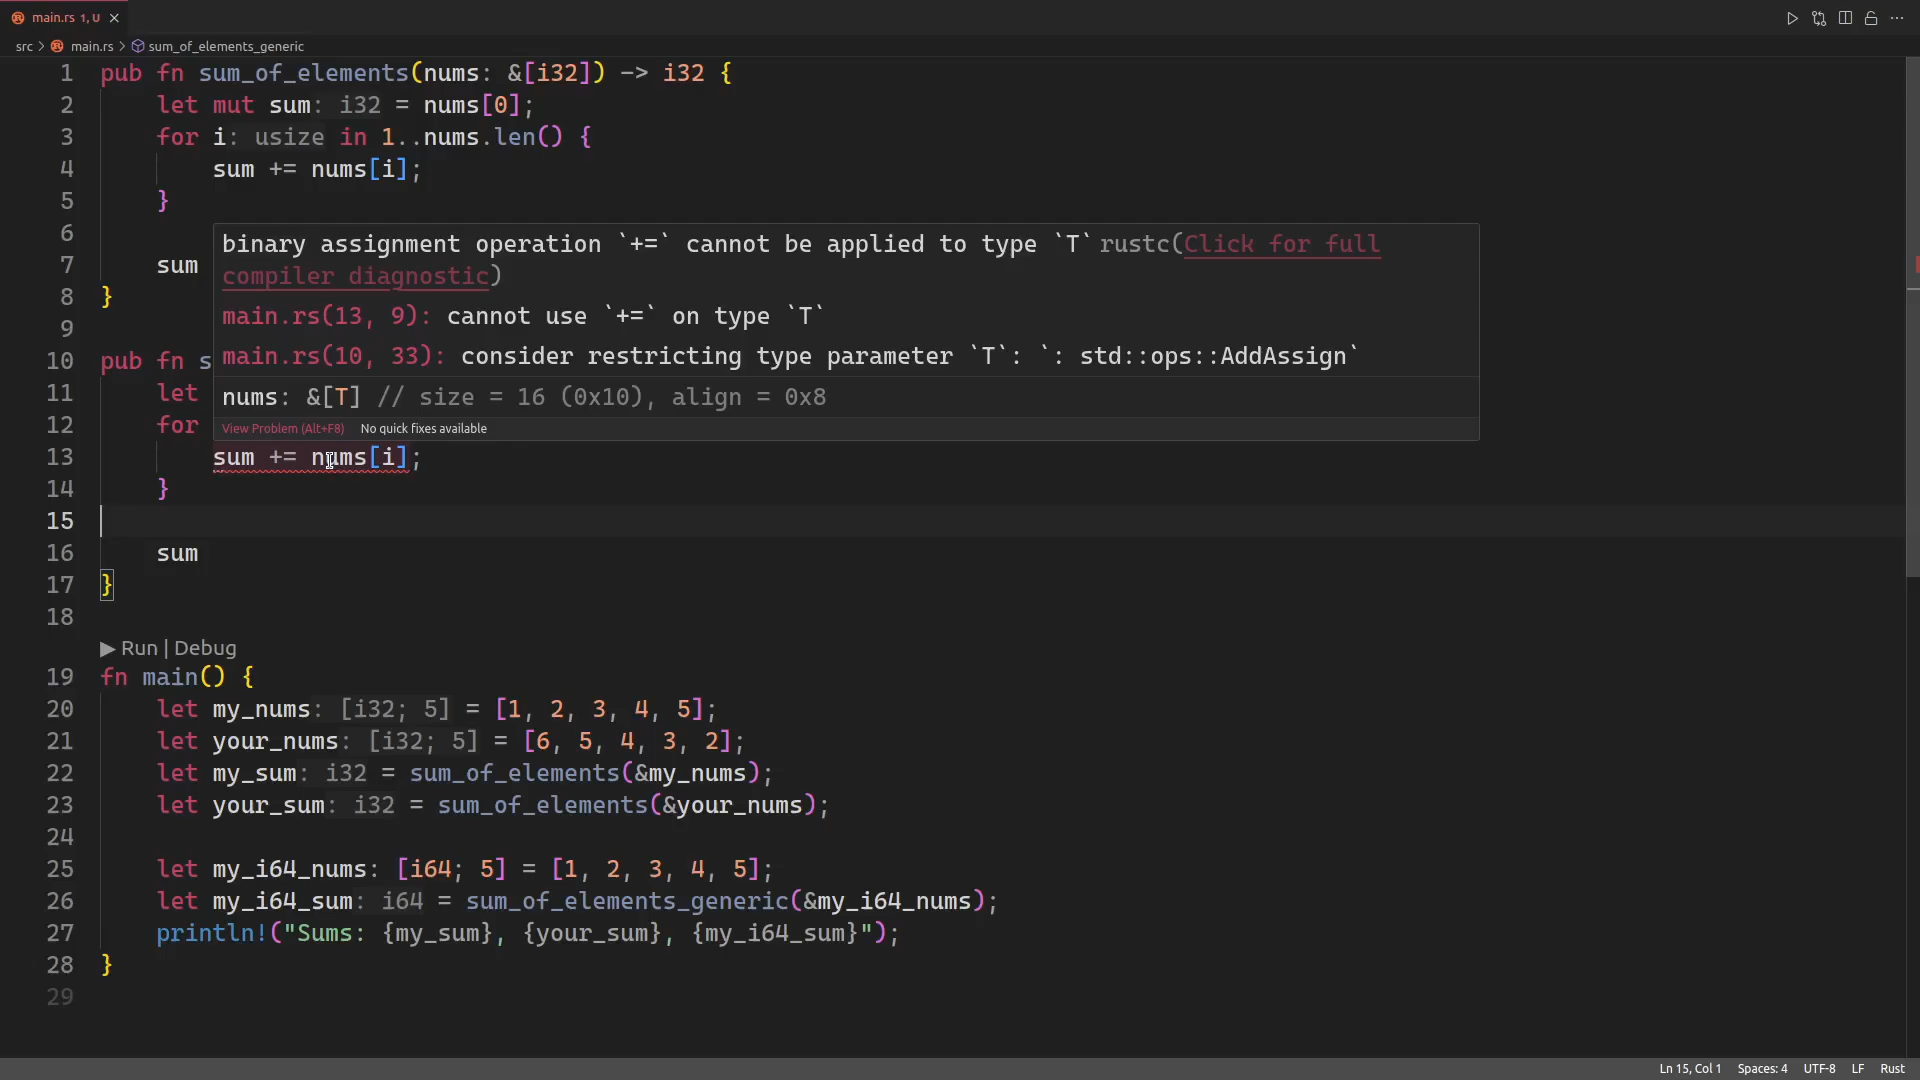 main.rs 1, U
src > main.rs > sum_of_elements_generic
1 pub fn sum_of_elements(nums: &[i32]) -> i32 {
2 let mut sum: i32 = nums[0];
3 for i: usize in 1..nums.len() {
4 sum += nums[i];
5 }
6
7 sum
8 }
9
binary assignment operation `+=` cannot be applied to type `T` rustc(Click for full
compiler diagnostic)
main.rs(13, 9): cannot use `+=` on type `T`
main.rs(10, 33): consider restricting type parameter `T`: `: std::ops::AddAssign`
nums: &[T] // size = 16 (0x10), align = 0x8
View Problem (Alt+F8) No quick fixes available
10 pub fn s
11 let
12 for
13 sum += nums[i];
14 }
15
16 sum
17 }
18
▶ Run | Debug
19 fn main() {
20 let my_nums: [i32; 5] = [1, 2, 3, 4, 5];
21 let your_nums: [i32; 5] = [6, 5, 4, 3, 2];
22 let my_sum: i32 = sum_of_elements(&my_nums);
23 let your_sum: i32 = sum_of_elements(&your_nums);
24
25 let my_i64_nums: [i64; 5] = [1, 2, 3, 4, 5];
26 let my_i64_sum: i64 = sum_of_elements_generic(&my_i64_nums);
27 println!("Sums: {my_sum}, {your_sum}, {my_i64_sum}");
28 }
29
Ln 15, Col 1 Spaces: 4 UTF-8 LF Rust